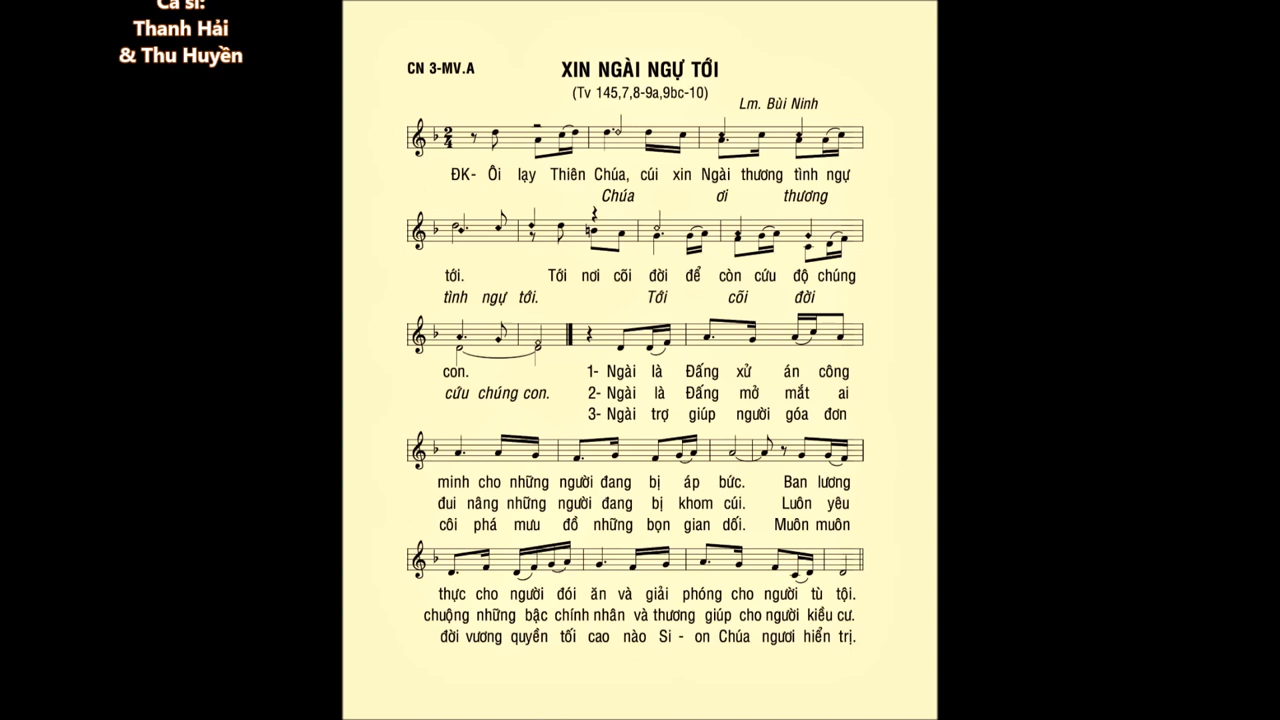 Ca sĩ:
Thanh Hải
& Thu Huyền
CN 3-MV.A
XIN NGÀI NGỰ TỚI
(Tv 145,7,8-9a,9bc-10)
Lm. Bùi Ninh
ĐK- Ôi lạy Thiên Chúa, cúi xin Ngài thương tình ngự
Chúa ơi thương
tới. Tới nơi cõi đời để còn cứu độ chúng
tình ngự tới. Tới cõi đời
con. 1- Ngài là Đấng xử án công
cứu chúng con. 2- Ngài là Đấng mở mắt ai
3- Ngài trợ giúp người góa đơn
minh cho những người đang bị áp bức. Ban lương
đui nâng những người đang bị khom cúi. Luôn yêu
côi phá mưu đồ những bọn gian dối. Muôn muôn
thực cho người đói ăn và giải phóng cho người tù tội.
chuộng những bậc chính nhân và thương giúp cho người kiều cư.
đời vương quyền tối cao nào Si - on Chúa ngươi hiển trị.